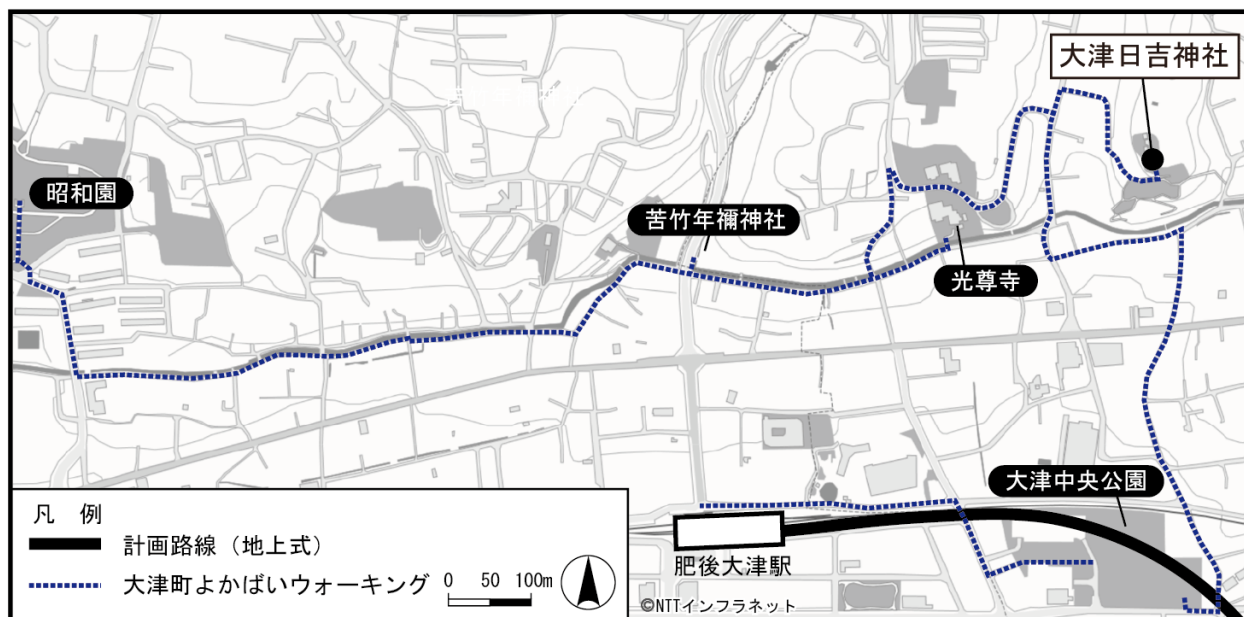 大津日吉神社
昭和園
苦竹年禰神社
光尊寺
大津中央公園
肥後大津駅
凡 例
計画路線（地上式）
大津町よかばいウォーキング
0 50 100m
©NTTインフラネット